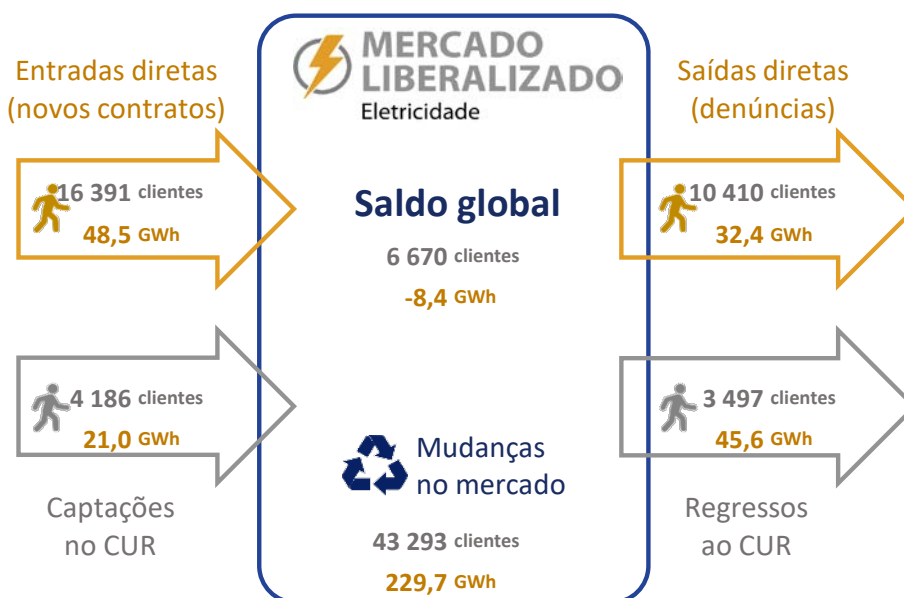 MERCADO
LIBERALIZADO
Eletricidade
Entradas diretas
(novos contratos)
16 391 clientes
48,5 GWh
4 186 clientes
21,0 GWh
Captações
no CUR
Saldo global
6 670 clientes
-8,4 GWh
Mudanças
no mercado
43 293 clientes
229,7 GWh
Saídas diretas
(denúncias)
10 410 clientes
32,4 GWh
3 497 clientes
45,6 GWh
Regressos
ao CUR